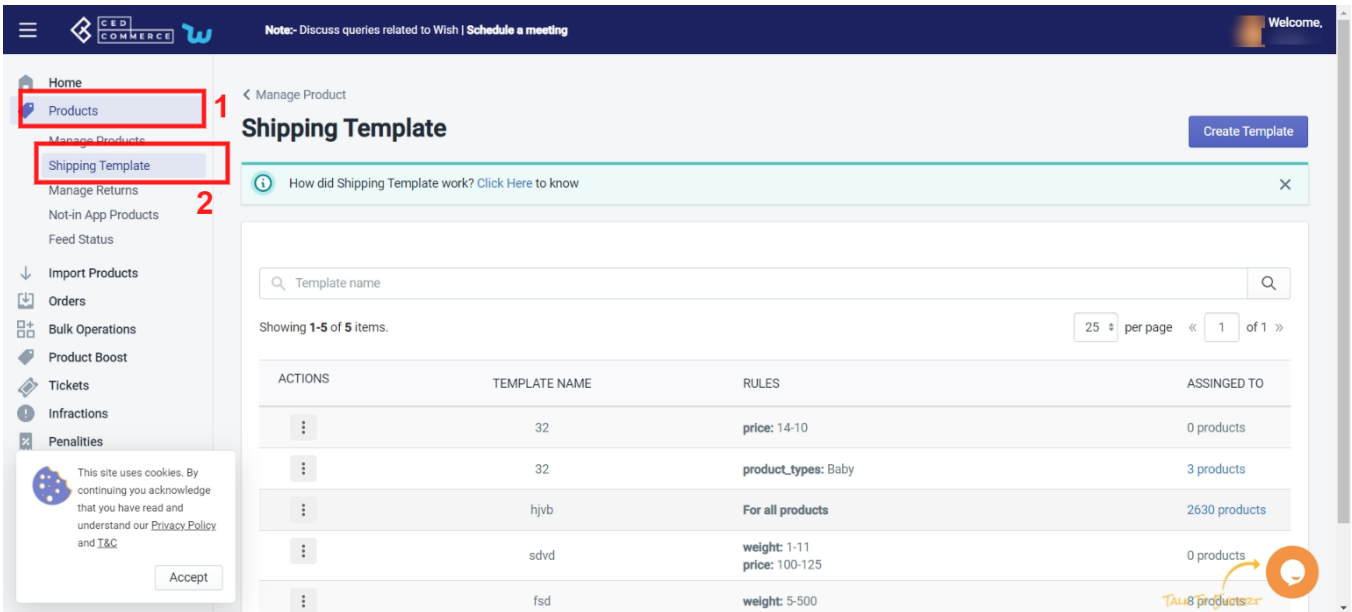 CED COMMERCE
Note:- Discuss queries related to Wish | Schedule a meeting
Welcome,
Home
Products
1
Manage Products
Shipping Template
2
Manage Returns
Not-in App Products
Feed Status
Import Products
Orders
Bulk Operations
Product Boost
Tickets
Infractions
Penalities
This site uses cookies. By
continuing you acknowledge
that you have read and
understand our Privacy Policy
and T&C
Accept
Manage Product
Shipping Template
Create Template
How did Shipping Template work? Click Here to know
Template name
Showing 1-5 of 5 items.
25 per page « 1 of 1 »
ACTIONS TEMPLATE NAME RULES ASSINGED TO
32 price: 14-10 0 products
32 product_types: Baby 3 products
hjvb For all products 2630 products
sdvd weight: 1-11 0 products
price: 100-125
fsd weight: 5-500 8 products